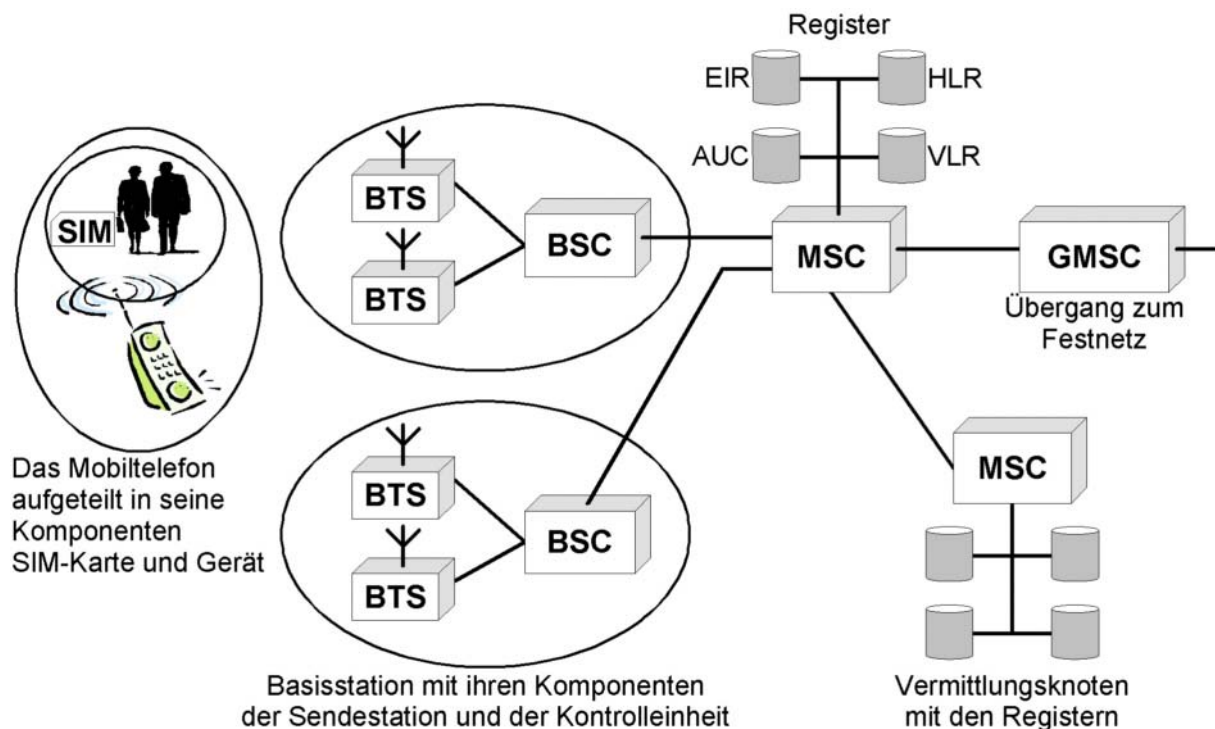 Register
EIR
HLR
AUC
VLR
SIM
BTS
BTS
BSC
MSC
GMSC
Übergang zum
Festnetz
BTS
BTS
BSC
MSC
Das Mobiltelefon
aufgeteilt in seine
Komponenten
SIM-Karte und Gerät
Basisstation mit ihren Komponenten
der Sendestation und der Kontrolleinheit
Vermittlungsknoten
mit den Registern